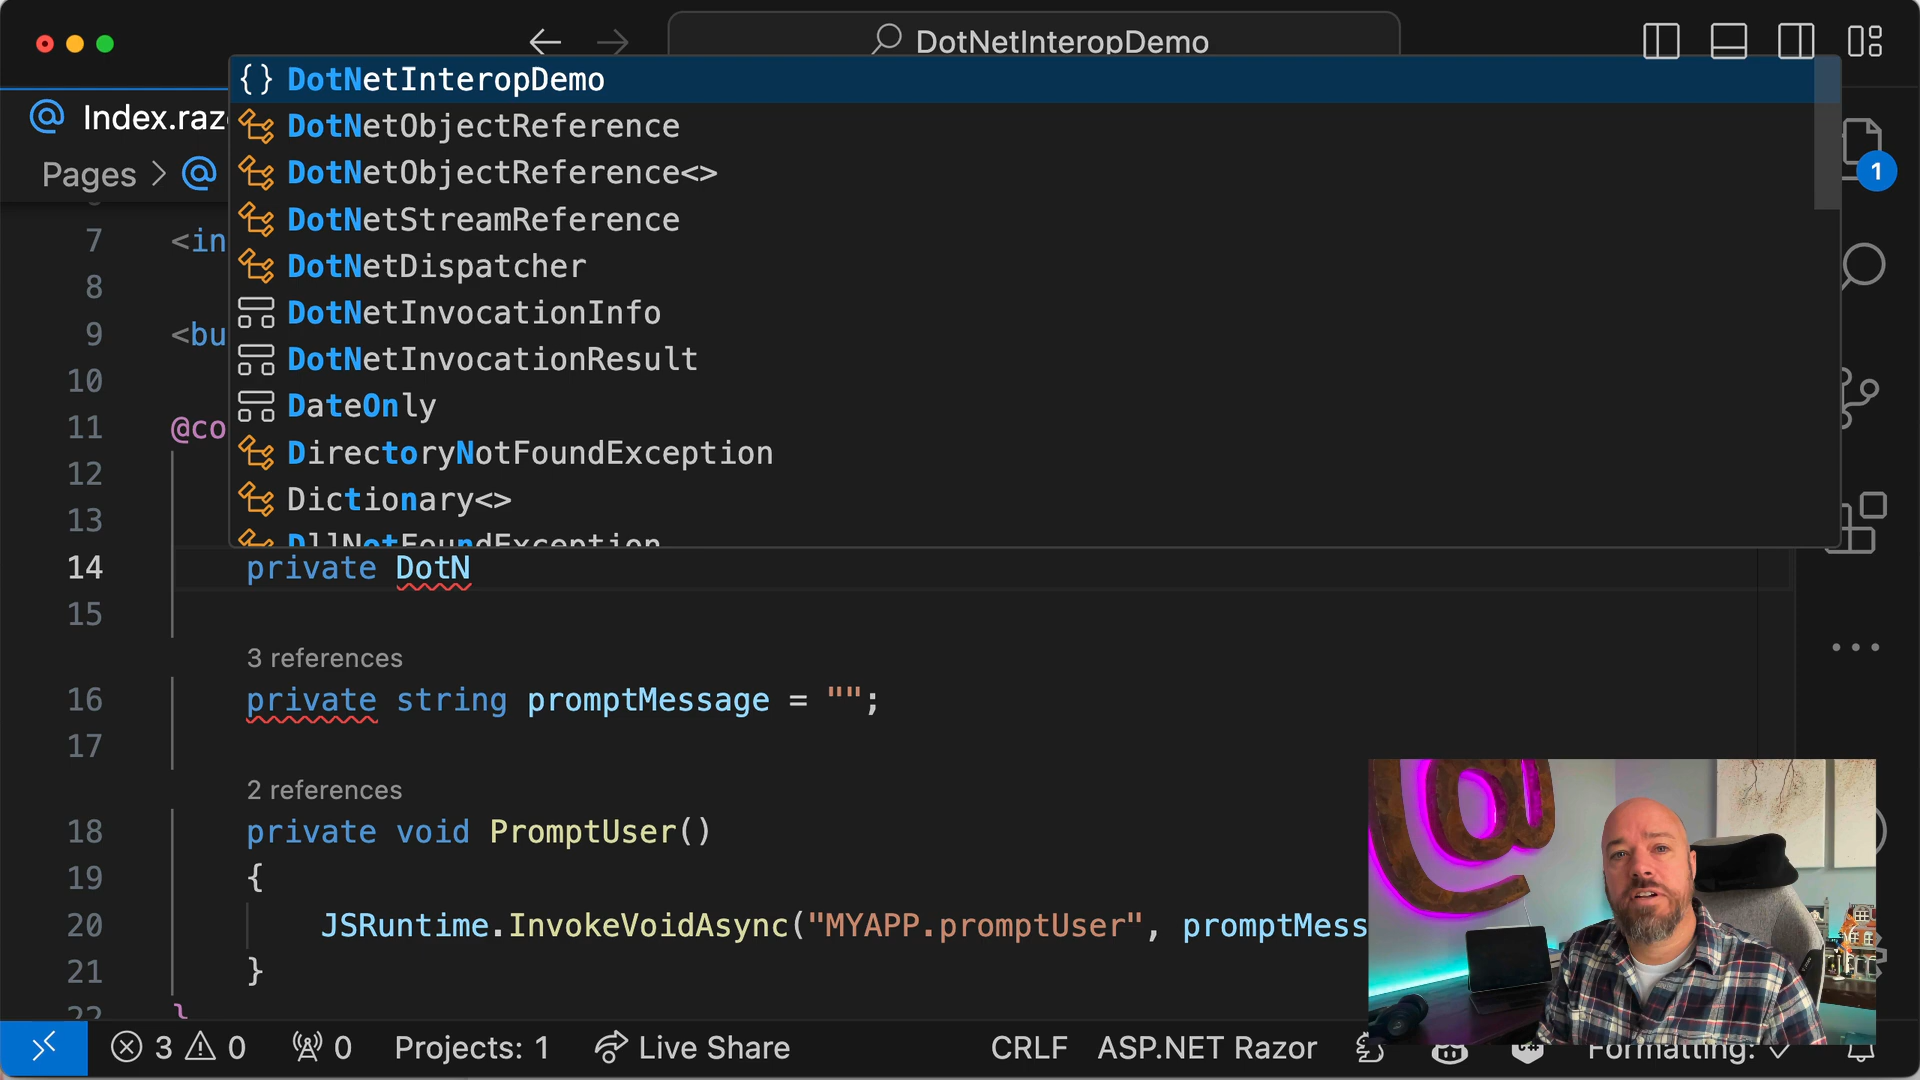 DotNetInteropDemo
{} DotNetInteropDemo
DotNetObjectReference
DotNetObjectReference<>
DotNetStreamReference
DotNetDispatcher
DotNetInvocationInfo
DotNetInvocationResult
DateOnly
DirectoryNotFoundException
Dictionary<>
DllNotFoundException
@ Index.raz
Pages > @
1
7 <in
8
9 <bu
10
11 @co
12
13
14 private DotN
15
3 references
16 private string promptMessage = "";
17
2 references
18 private void PromptUser()
19 {
20 JSRuntime.InvokeVoidAsync("MYAPP.promptUser", promptMess
21 }
22 }
3 0 0 Projects: 1 Live Share CRLF ASP.NET Razor C# Formatting: